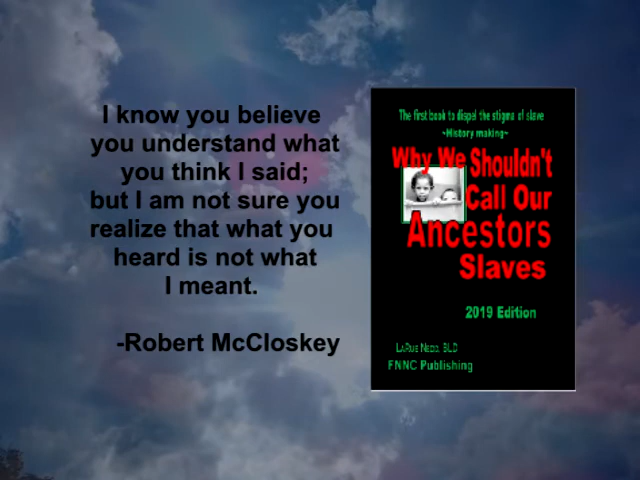 I know you believe
you understand what
you think I said;
but I am not sure you
realize that what you
heard is not what
I meant.
-Robert McCloskey
The first book to dispel the stigma of slave
~History making~
Why We Shouldn't
Call Our
Ancestors
Slaves
2019 Edition
FNNC Publishing